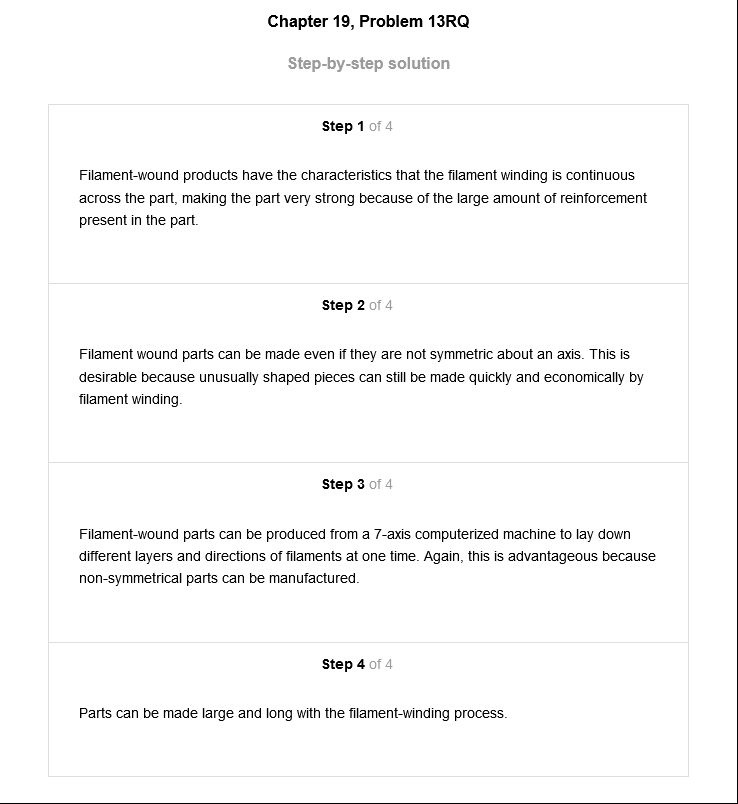 Chapter 19, Problem 13RQ
Step-by-step solution
Step 1 of 4
Filament-wound products have the characteristics that the filament winding is continuous
across the part, making the part very strong because of the large amount of reinforcement
present in the part.
Step 2 of 4
Filament wound parts can be made even if they are not symmetric about an axis. This is
desirable because unusually shaped pieces can still be made quickly and economically by
filament winding.
Step 3 of 4
Filament-wound parts can be produced from a 7-axis computerized machine to lay down
different layers and directions of filaments at one time. Again, this is advantageous because
non-symmetrical parts can be manufactured.
Step 4 of 4
Parts can be made large and long with the filament-winding process.